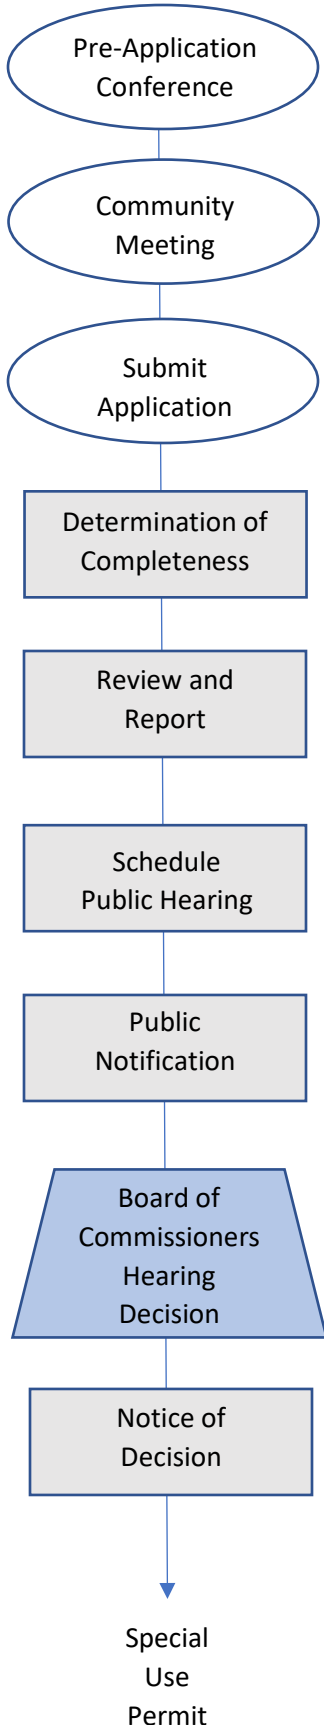 Pre-Application
Conference
Community
Meeting
Submit
Application
Determination of
Completeness
Review and
Report
Schedule
Public Hearing
Public
Notification
Board of
Commissioners
Hearing
Decision
Notice of
Decision
Special
Use
Permit